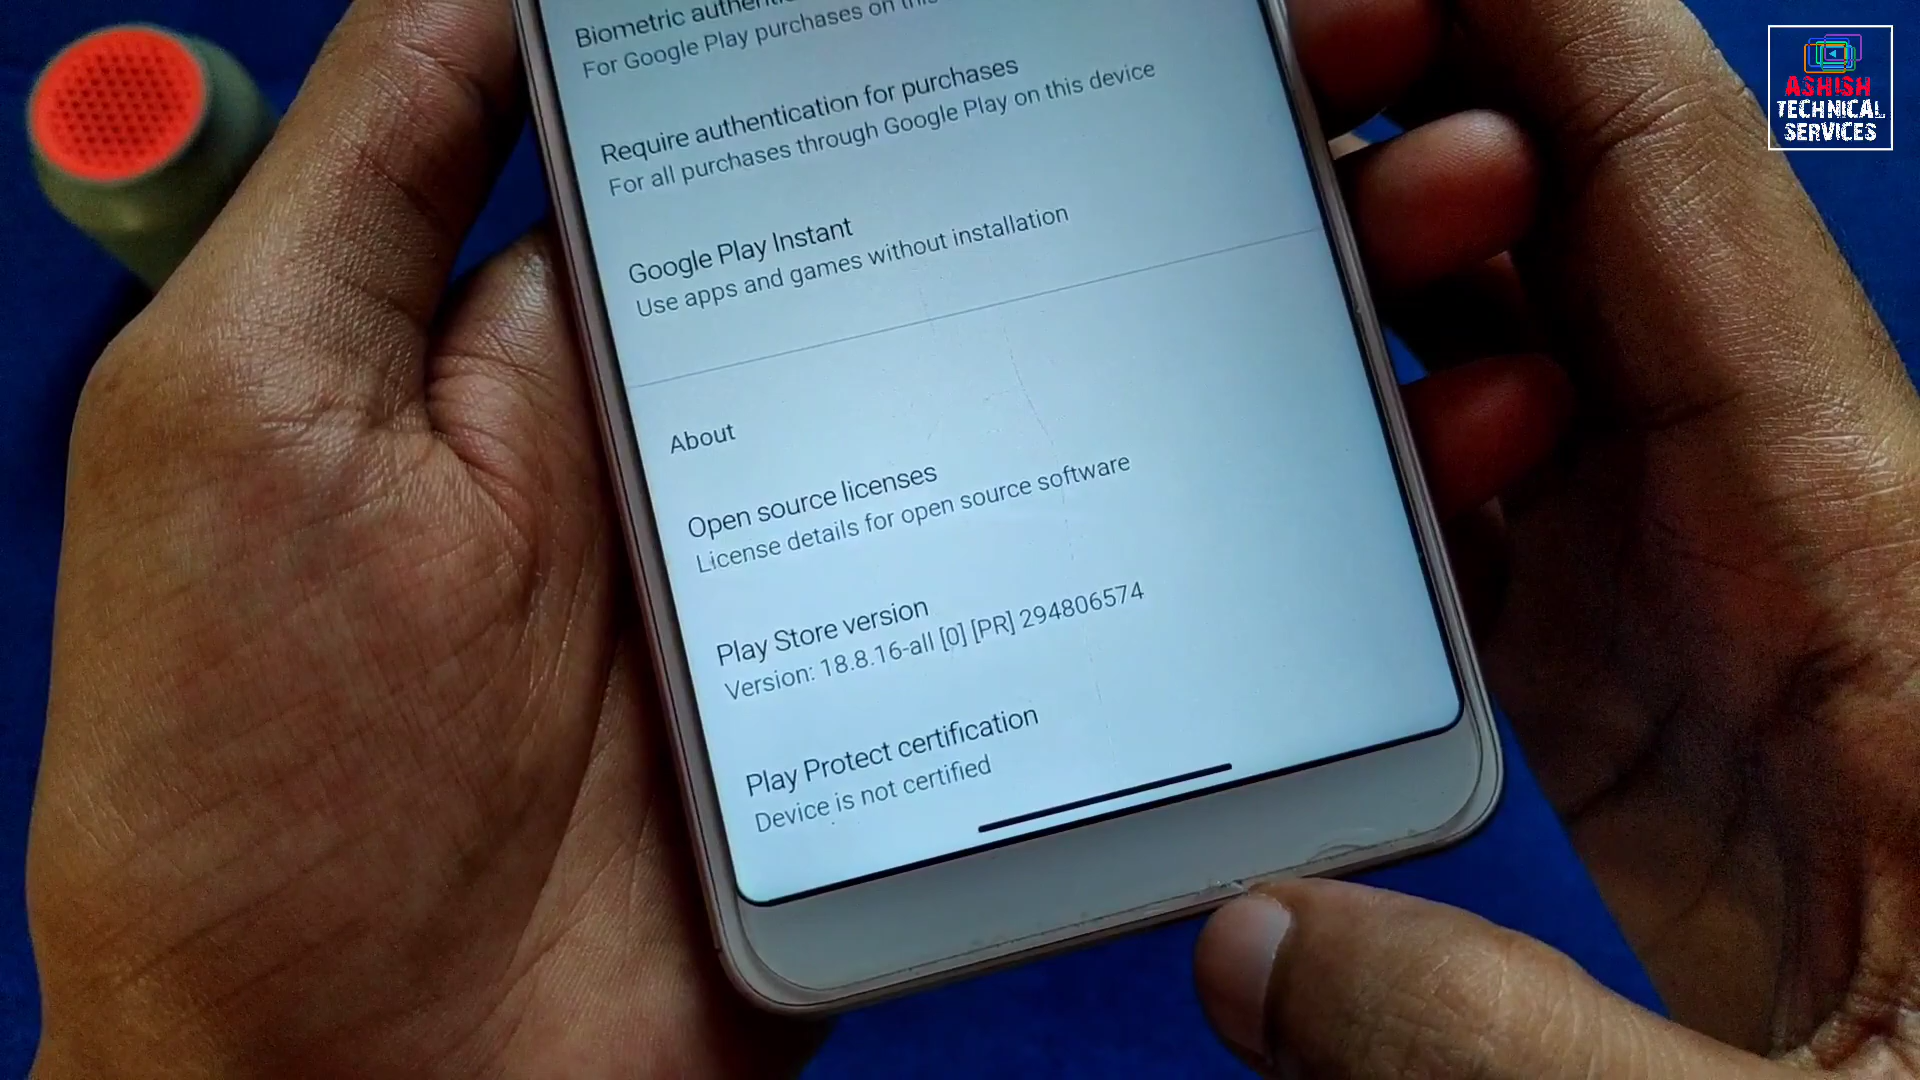 Biometric
For Google Play purchases on this
Require authentication for purchases
For all purchases through Google Play on this device
Google Play Instant
Use apps and games without installation
About
Open source licenses
License details for open source software
Play Store version
Version: 18.8.16-all [0] [PR] 294806574
Play Protect certification
Device is not certified
ASHISH
TECHNICAL
SERVICES